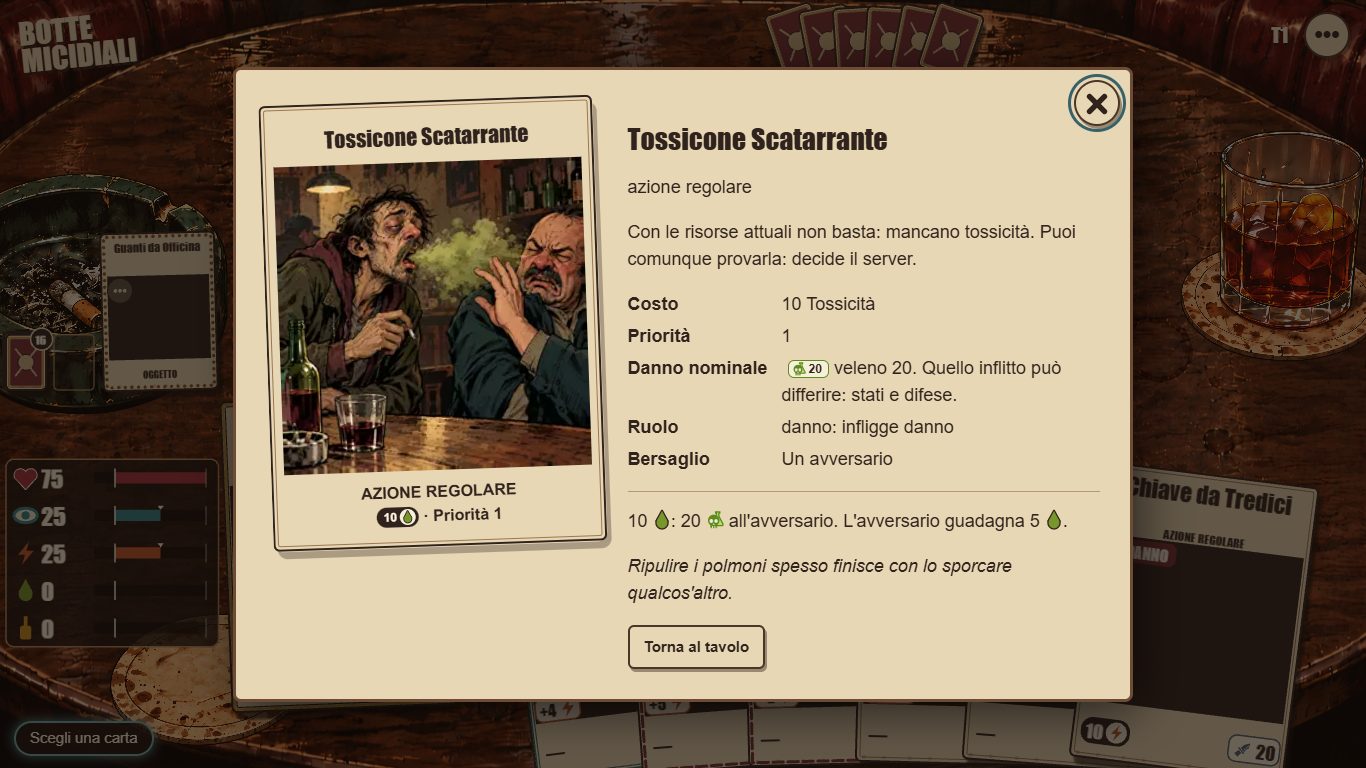 BOTTE
MICIDIALI
T1
Tossicone Scatarrante
AZIONE REGOLARE
10 · Priorità 1
Tossicone Scatarrante
azione regolare
Con le risorse attuali non basta: mancano tossicità. Puoi
comunque provarla: decide il server.
Costo 10 Tossicità
Priorità 1
Danno nominale 20 veleno 20. Quello inflitto può
differire: stati e difese.
Ruolo danno: infligge danno
Bersaglio Un avversario
10 : 20 all'avversario. L'avversario guadagna 5 .
Ripulire i polmoni spesso finisce con lo sporcare
qualcos'altro.
Torna al tavolo
Guanti da Officina
OGGETTO
16
75
25
25
0
0
Scegli una carta
+4
+5
Chiave da Tredici
AZIONE REGOLARE
ANNO
10
20